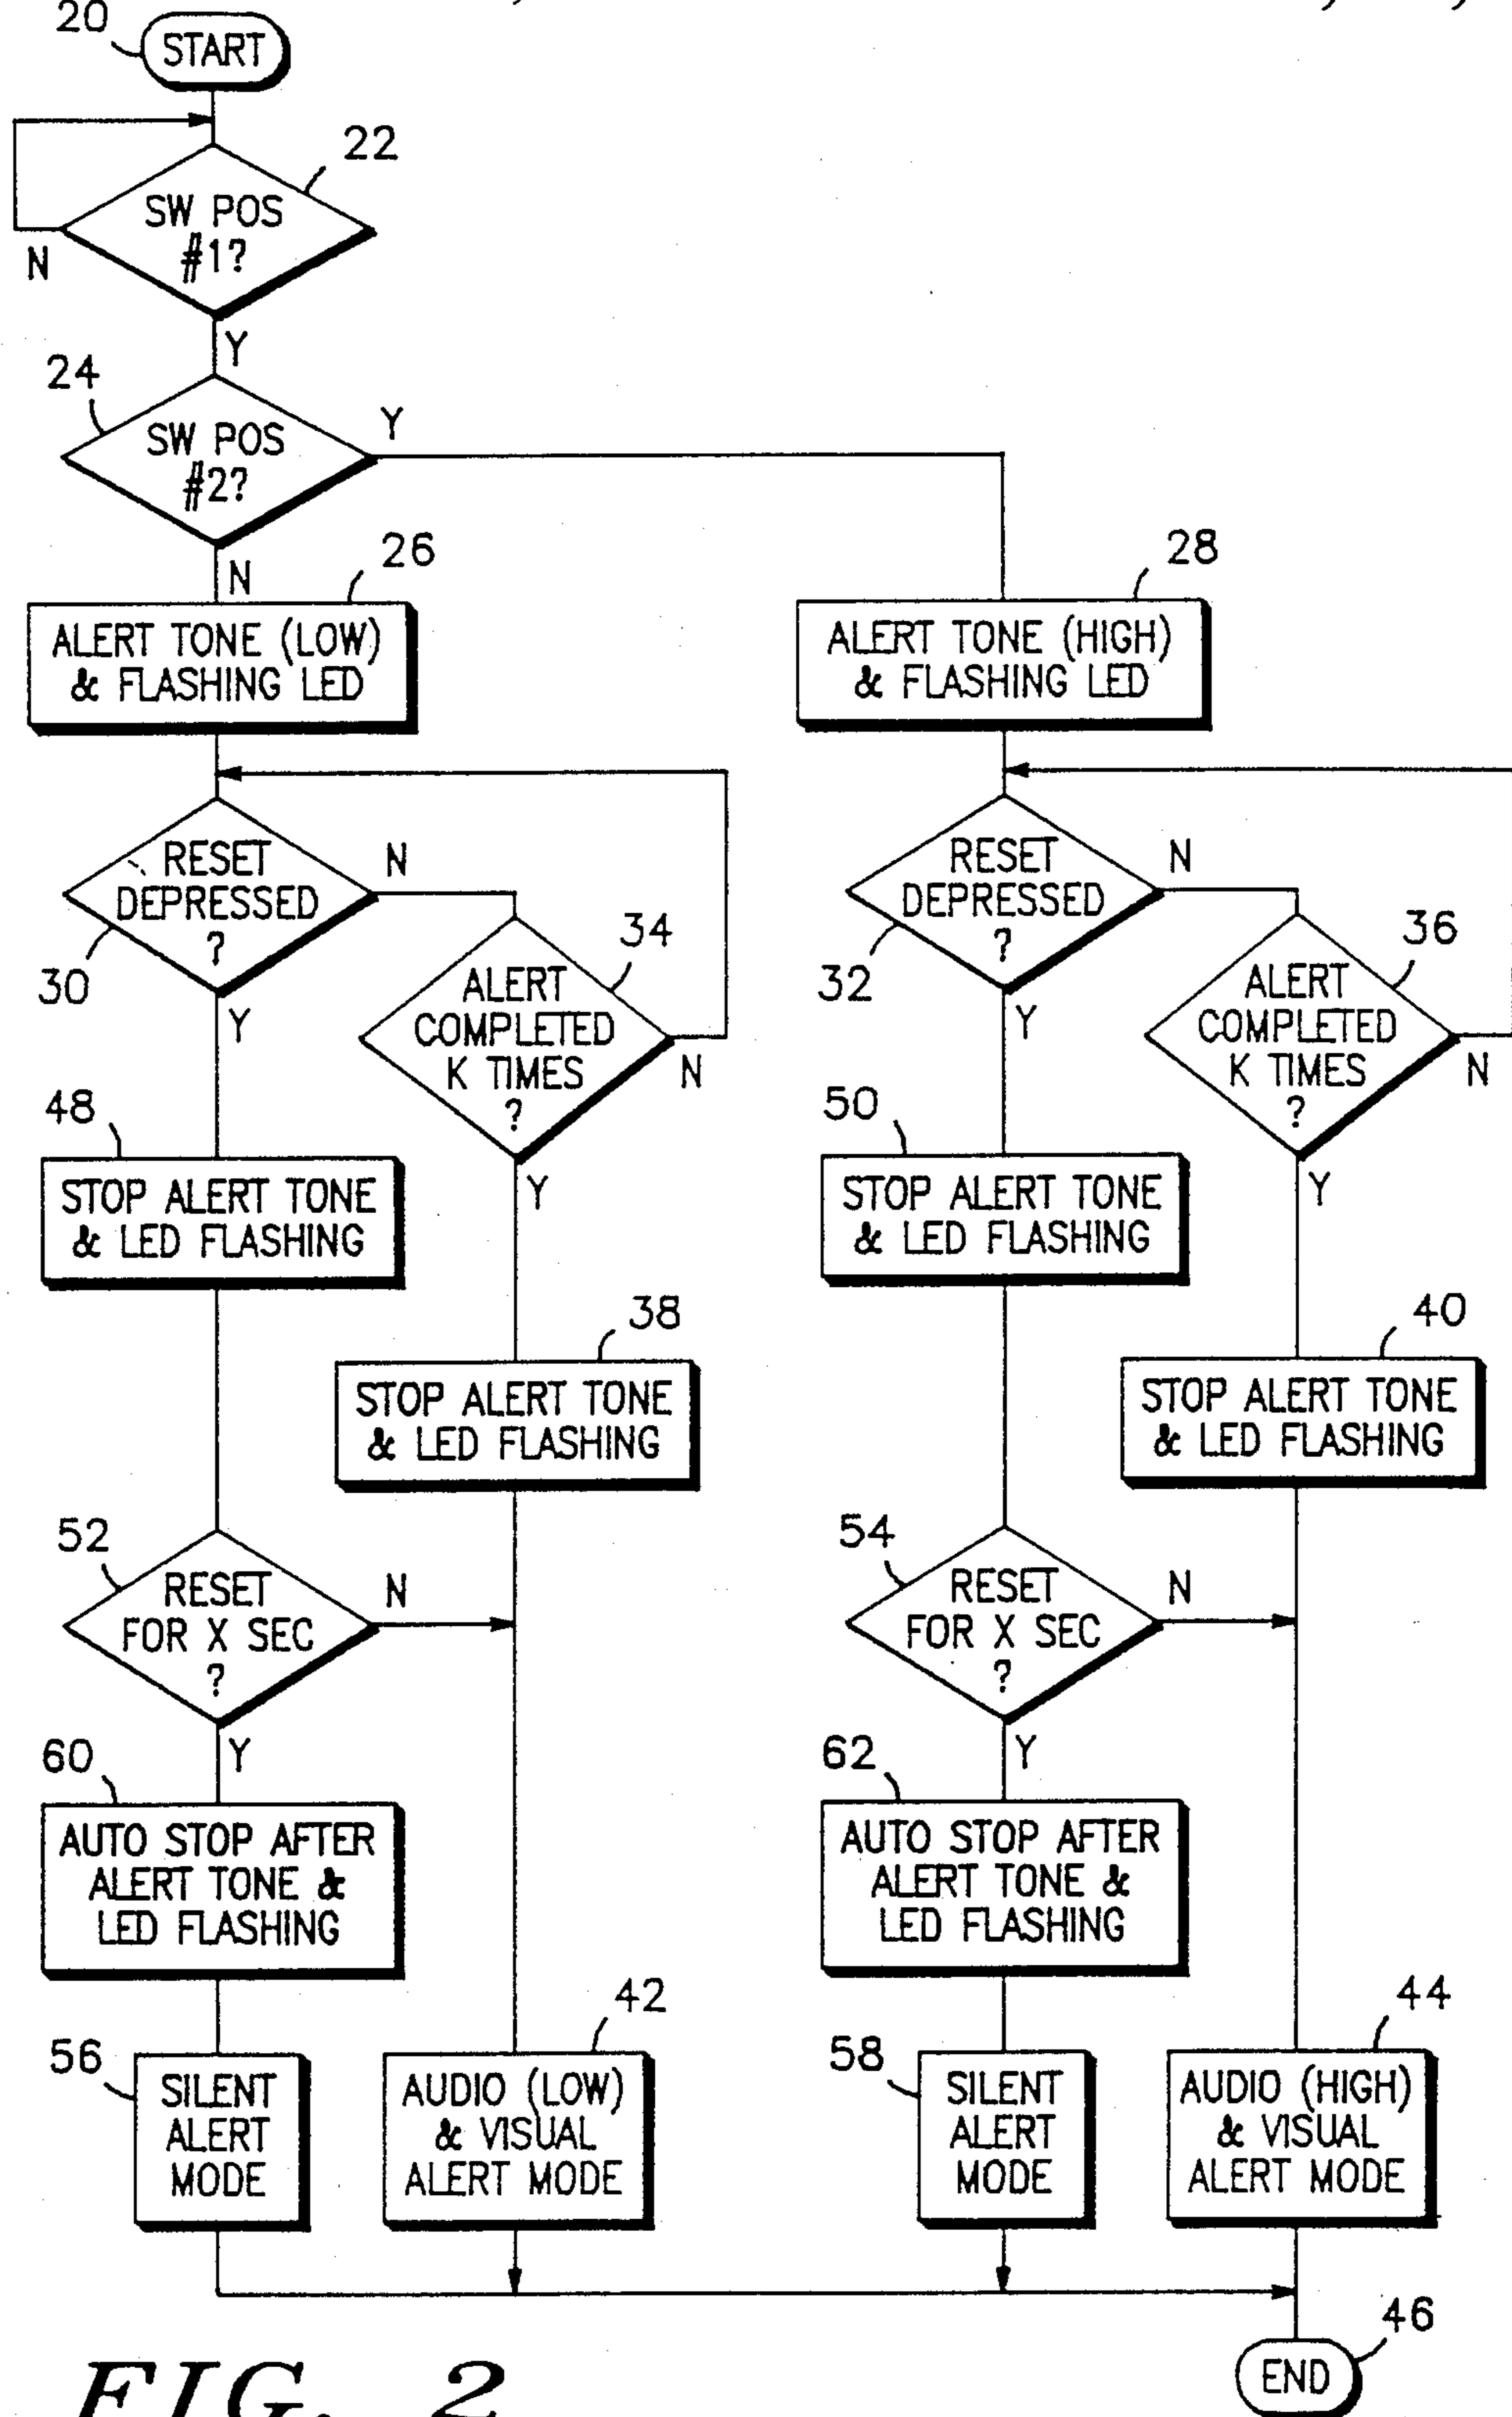 20
START
22
SW POS
#1?
N
Y
24
SW POS
#2?
Y
N
26
ALERT TONE (LOW)
& FLASHING LED
28
ALERT TONE (HIGH)
& FLASHING LED
RESET
DEPRESSED
?
30
N
Y
34
ALERT
COMPLETED
K TIMES
?
N
Y
RESET
DEPRESSED
?
32
N
Y
36
ALERT
COMPLETED
K TIMES
?
N
Y
48
STOP ALERT TONE
& LED FLASHING
38
STOP ALERT TONE
& LED FLASHING
50
STOP ALERT TONE
& LED FLASHING
40
STOP ALERT TONE
& LED FLASHING
52
RESET
FOR X SEC
?
N
Y
54
RESET
FOR X SEC
?
N
Y
60
AUTO STOP AFTER
ALERT TONE &
LED FLASHING
62
AUTO STOP AFTER
ALERT TONE &
LED FLASHING
56
SILENT
ALERT
MODE
42
AUDIO (LOW)
& VISUAL
ALERT MODE
58
SILENT
ALERT
MODE
44
AUDIO (HIGH)
& VISUAL
ALERT MODE
46
END
FIG. 2